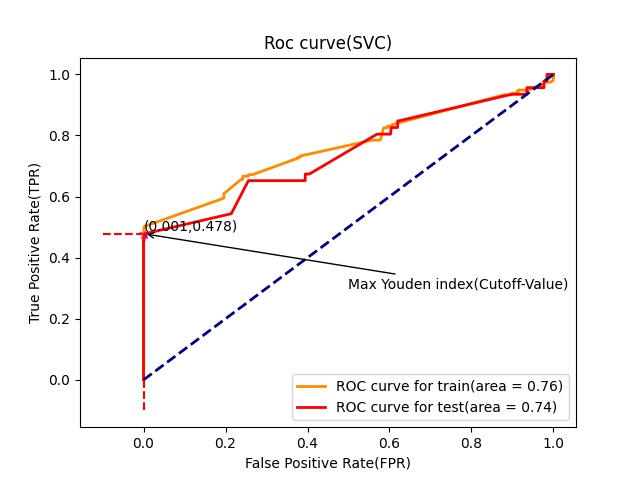 Roc curve(SVC)
True Positive Rate(TPR)
1.0
0.8
0.6
0.4
0.2
0.0
(0.001,0.478)
Max Youden index(Cutoff-Value)
ROC curve for train(area = 0.76)
ROC curve for test(area = 0.74)
0.0 0.2 0.4 0.6 0.8 1.0
False Positive Rate(FPR)